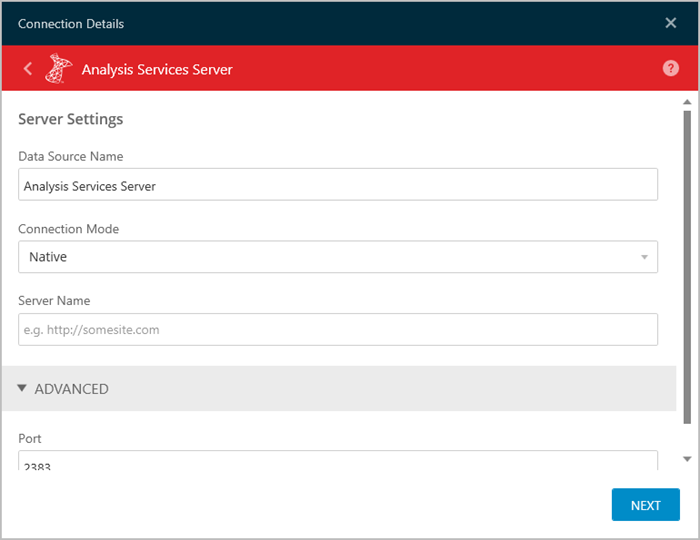 Connection Details
Analysis Services Server
?
Server Settings
Data Source Name
Analysis Services Server
Connection Mode
Native
Server Name
e.g. http://somesite.com
ADVANCED
Port
2383
NEXT